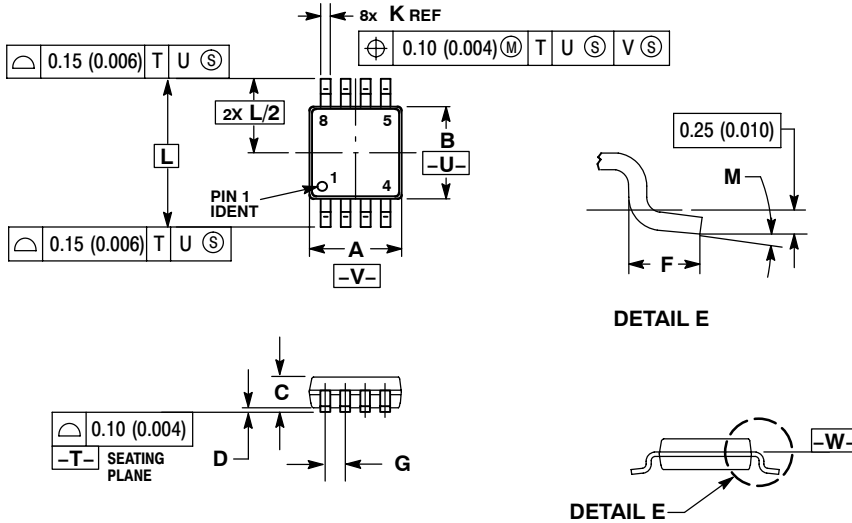 8x K REF
⌓ 0.15 (0.006) T U Ⓢ
⌖ 0.10 (0.004) Ⓜ T U Ⓢ V Ⓢ
2X L/2
8 5
B
–U–
L
1
4
PIN 1
IDENT
⌓ 0.15 (0.006) T U Ⓢ
A
–V–
0.25 (0.010)
M
F
DETAIL E
C
⌓ 0.10 (0.004)
–T– SEATING
PLANE
D
G
–W–
DETAIL E